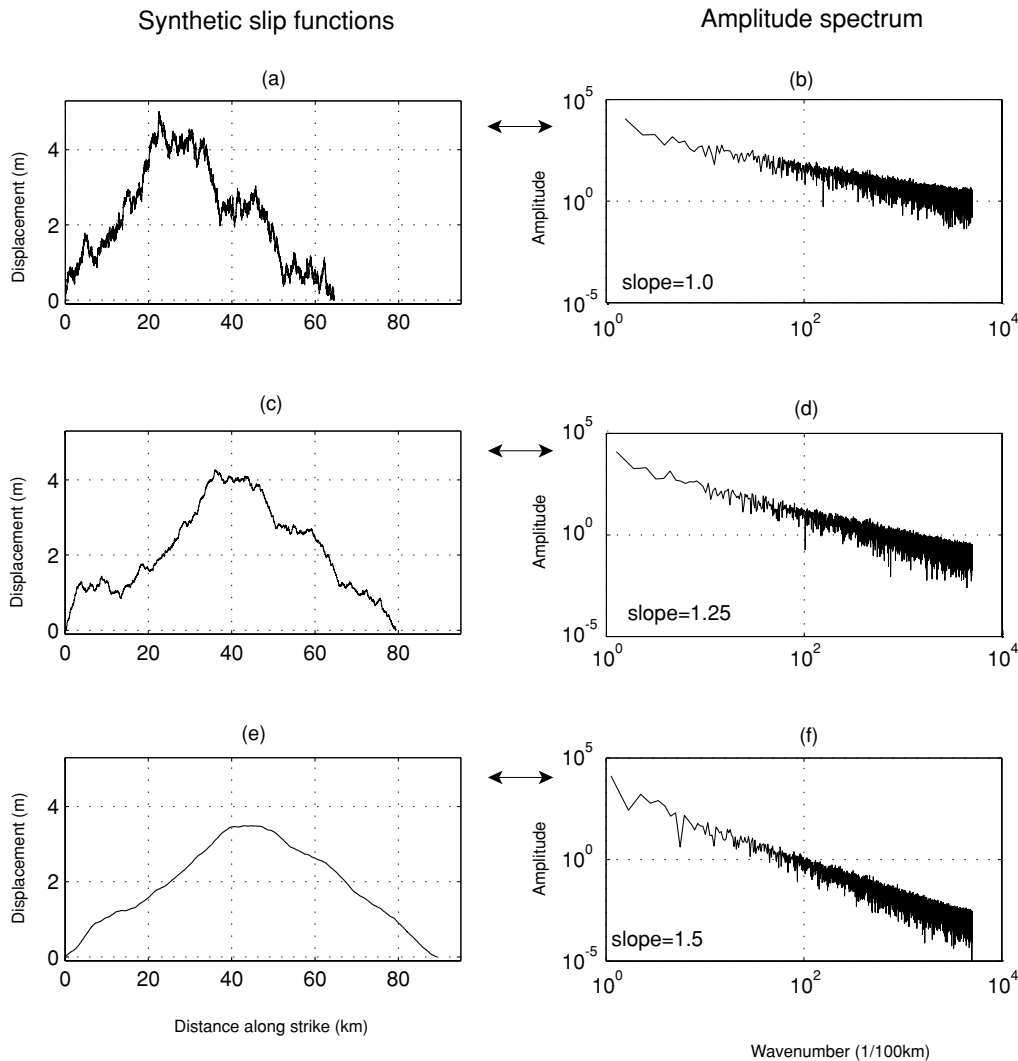 Synthetic slip functions
Amplitude spectrum
(a)
Displacement (m)
4
2
0
0 20 40 60 80
(b)
Amplitude
10^5
10^0
10^-5
slope=1.0
10^0 10^2 10^4
(c)
Displacement (m)
4
2
0
0 20 40 60 80
(d)
Amplitude
10^5
10^0
10^-5
slope=1.25
10^0 10^2 10^4
(e)
Displacement (m)
4
2
0
0 20 40 60 80
Distance along strike (km)
(f)
Amplitude
10^5
10^0
10^-5
slope=1.5
10^0 10^2 10^4
Wavenumber (1/100km)